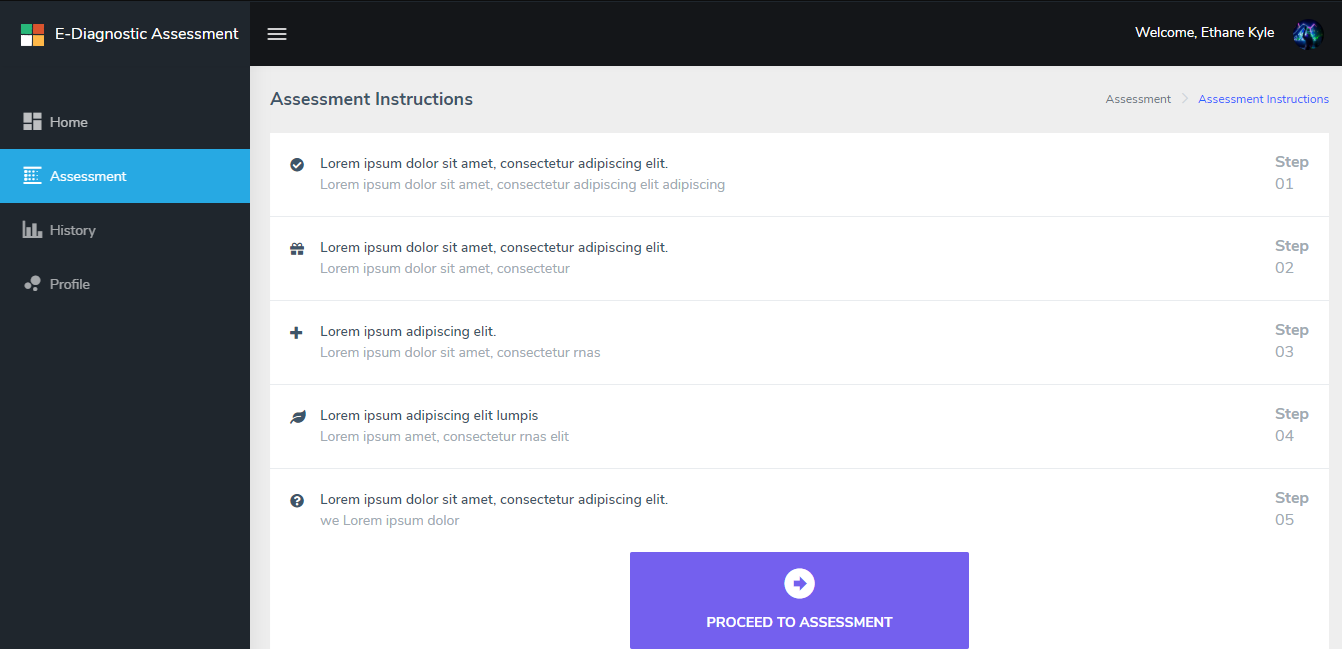 E-Diagnostic Assessment
Welcome, Ethane Kyle
Home
Assessment
History
Profile
Assessment Instructions
Assessment
Assessment Instructions
Lorem ipsum dolor sit amet, consectetur adipiscing elit.
Lorem ipsum dolor sit amet, consectetur adipiscing elit adipiscing
Step
01
Lorem ipsum dolor sit amet, consectetur adipiscing elit.
Lorem ipsum dolor sit amet, consectetur
Step
02
Lorem ipsum adipiscing elit.
Lorem ipsum dolor sit amet, consectetur rnas
Step
03
Lorem ipsum adipiscing elit lumpis
Lorem ipsum amet, consectetur rnas elit
Step
04
Lorem ipsum dolor sit amet, consectetur adipiscing elit.
we Lorem ipsum dolor
Step
05
PROCEED TO ASSESSMENT